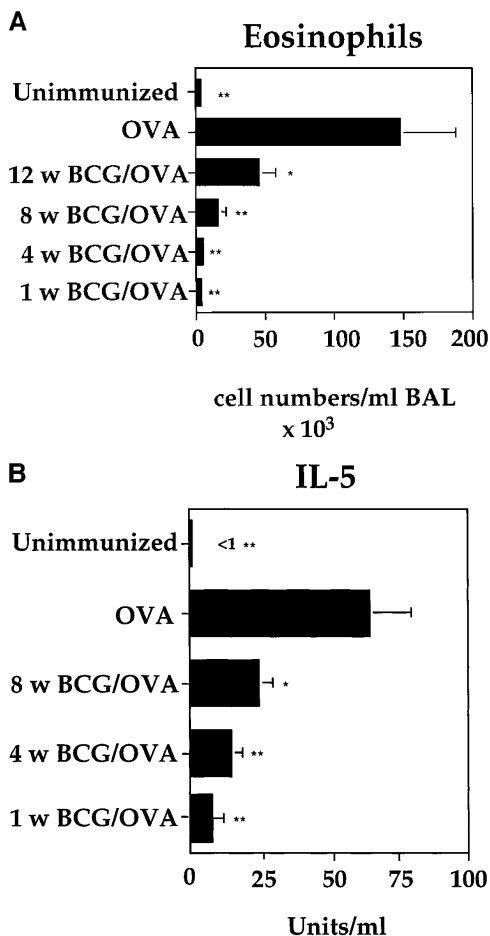 A
Eosinophils
Unimmunized
**
OVA
12 w BCG/OVA
*
8 w BCG/OVA
**
4 w BCG/OVA
**
1 w BCG/OVA
**
0 50 100 150 200
cell numbers/ml BAL
x 10³
B
IL-5
Unimmunized
<1 **
OVA
8 w BCG/OVA
*
4 w BCG/OVA
**
1 w BCG/OVA
**
0 25 50 75 100
Units/ml